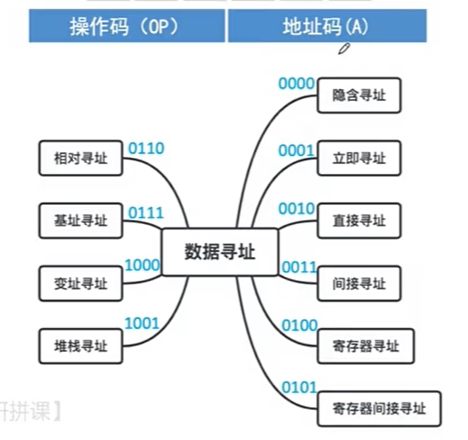 操作码（OP）
地址码(A)
0000
隐含寻址
0110
0001
相对寻址
立即寻址
0111
0010
基址寻址
直接寻址
数据寻址
1000
0011
变址寻址
间接寻址
1001
0100
堆栈寻址
寄存器寻址
0101
寄存器间接寻址
研拼课】